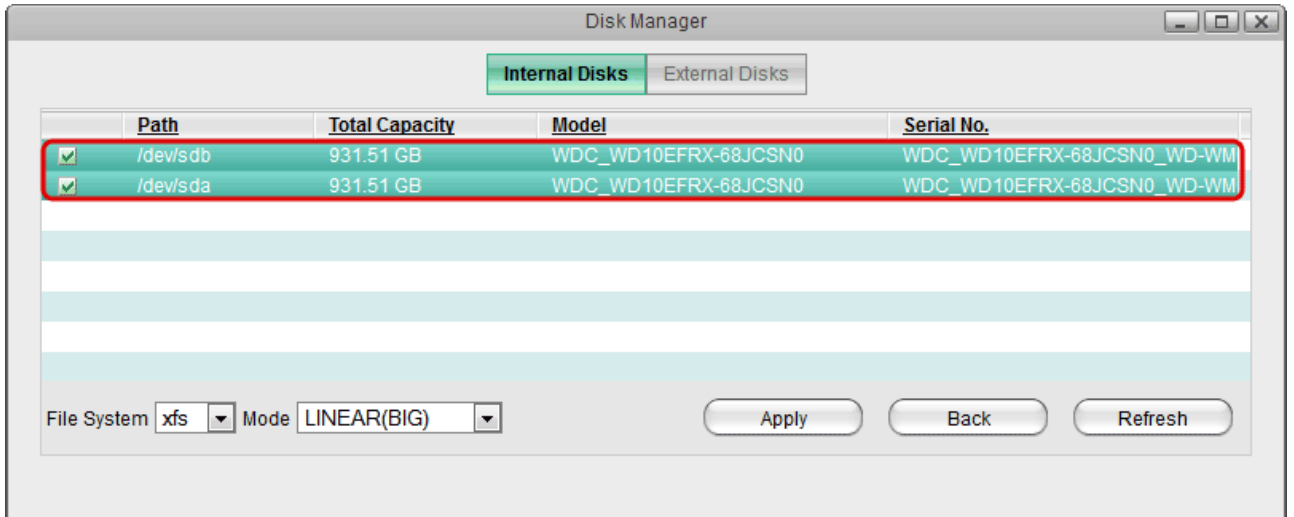 Disk Manager
Internal Disks External Disks
Path Total Capacity Model Serial No.
/dev/sdb 931.51 GB WDC_WD10EFRX-68JCSN0 WDC_WD10EFRX-68JCSN0_WD-WM
/dev/sda 931.51 GB WDC_WD10EFRX-68JCSN0 WDC_WD10EFRX-68JCSN0_WD-WM
File System xfs Mode LINEAR(BIG) Apply Back Refresh